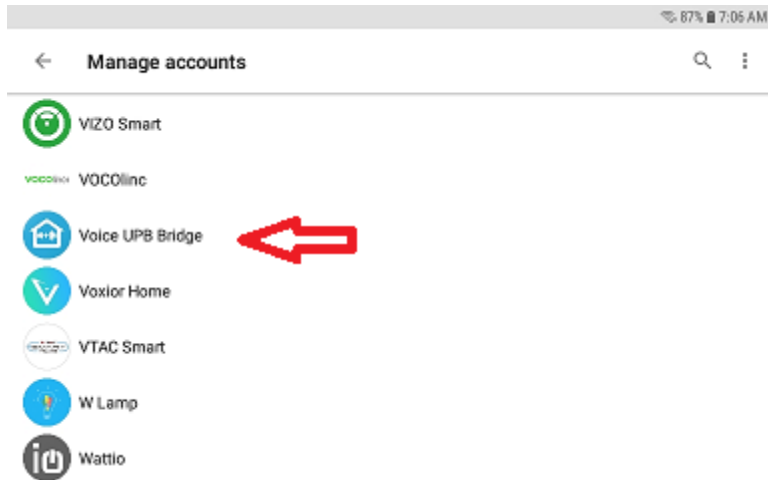 87% 7:06 AM
Manage accounts
VIZO Smart
VOCOlinc
Voice UPB Bridge
Voxior Home
VTAC Smart
W Lamp
Wattio